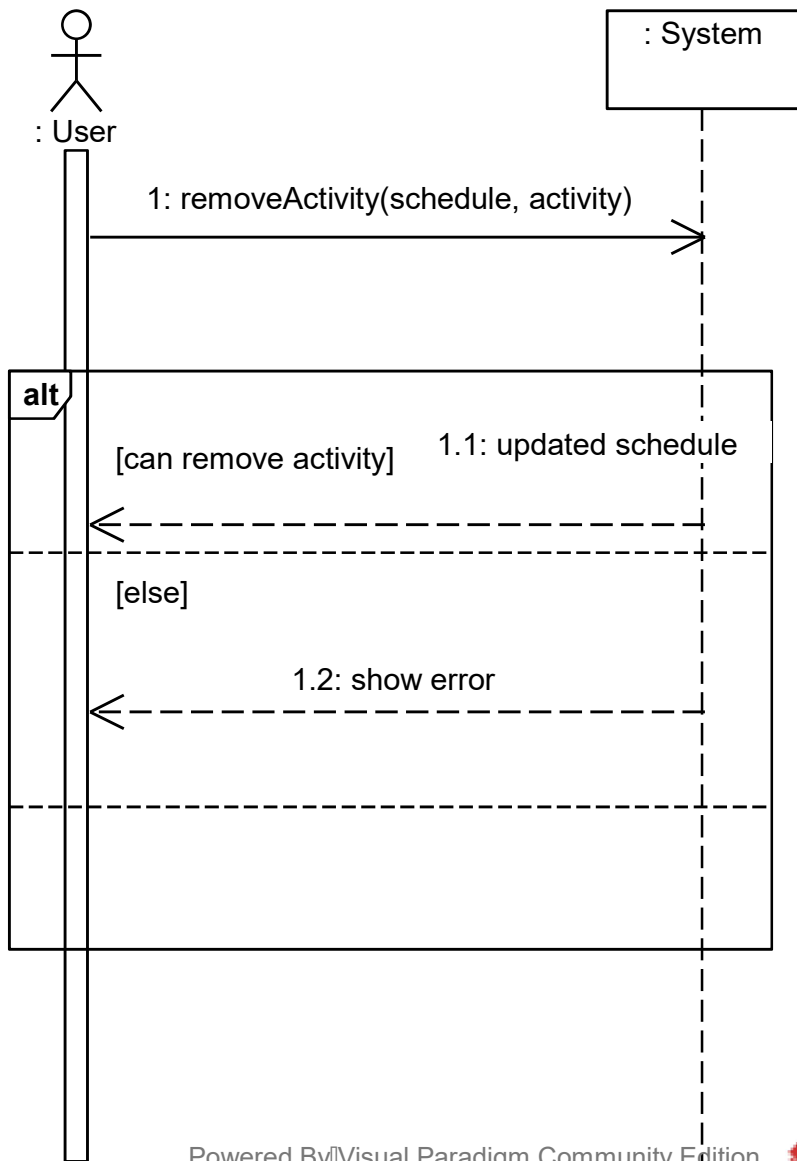 : System
: User
1: removeActivity(schedule, activity)
alt
1.1: updated schedule
[can remove activity]
[else]
1.2: show error
Powered By Visual Paradigm Community Edition